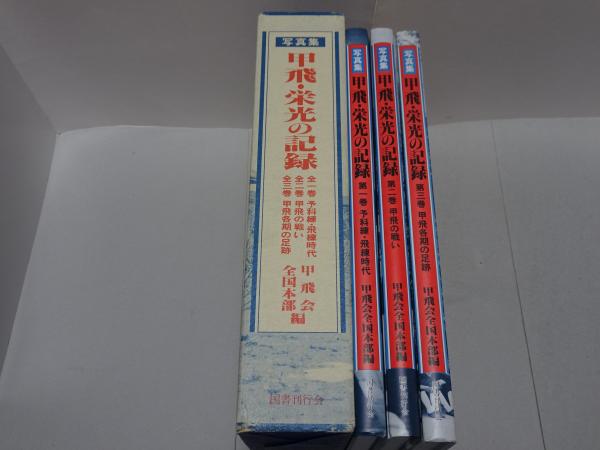 写真集
甲飛・栄光の記録
全一巻 予科練・飛練時代
全二巻 甲飛の戦い
全三巻 甲飛各期の足跡
甲飛会
全国本部編
国書刊行会
写真集
甲飛・栄光の記録
第一巻 予科練・飛練時代
甲飛会全国本部編
写真集
甲飛・栄光の記録
第二巻 甲飛の戦い
甲飛会全国本部編
写真集
甲飛・栄光の記録
第三巻 甲飛各期の足跡
甲飛会全国本部編